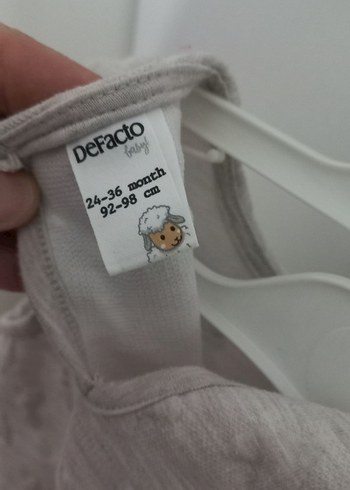 DeFacto
baby!
24-36 month
92-98 cm